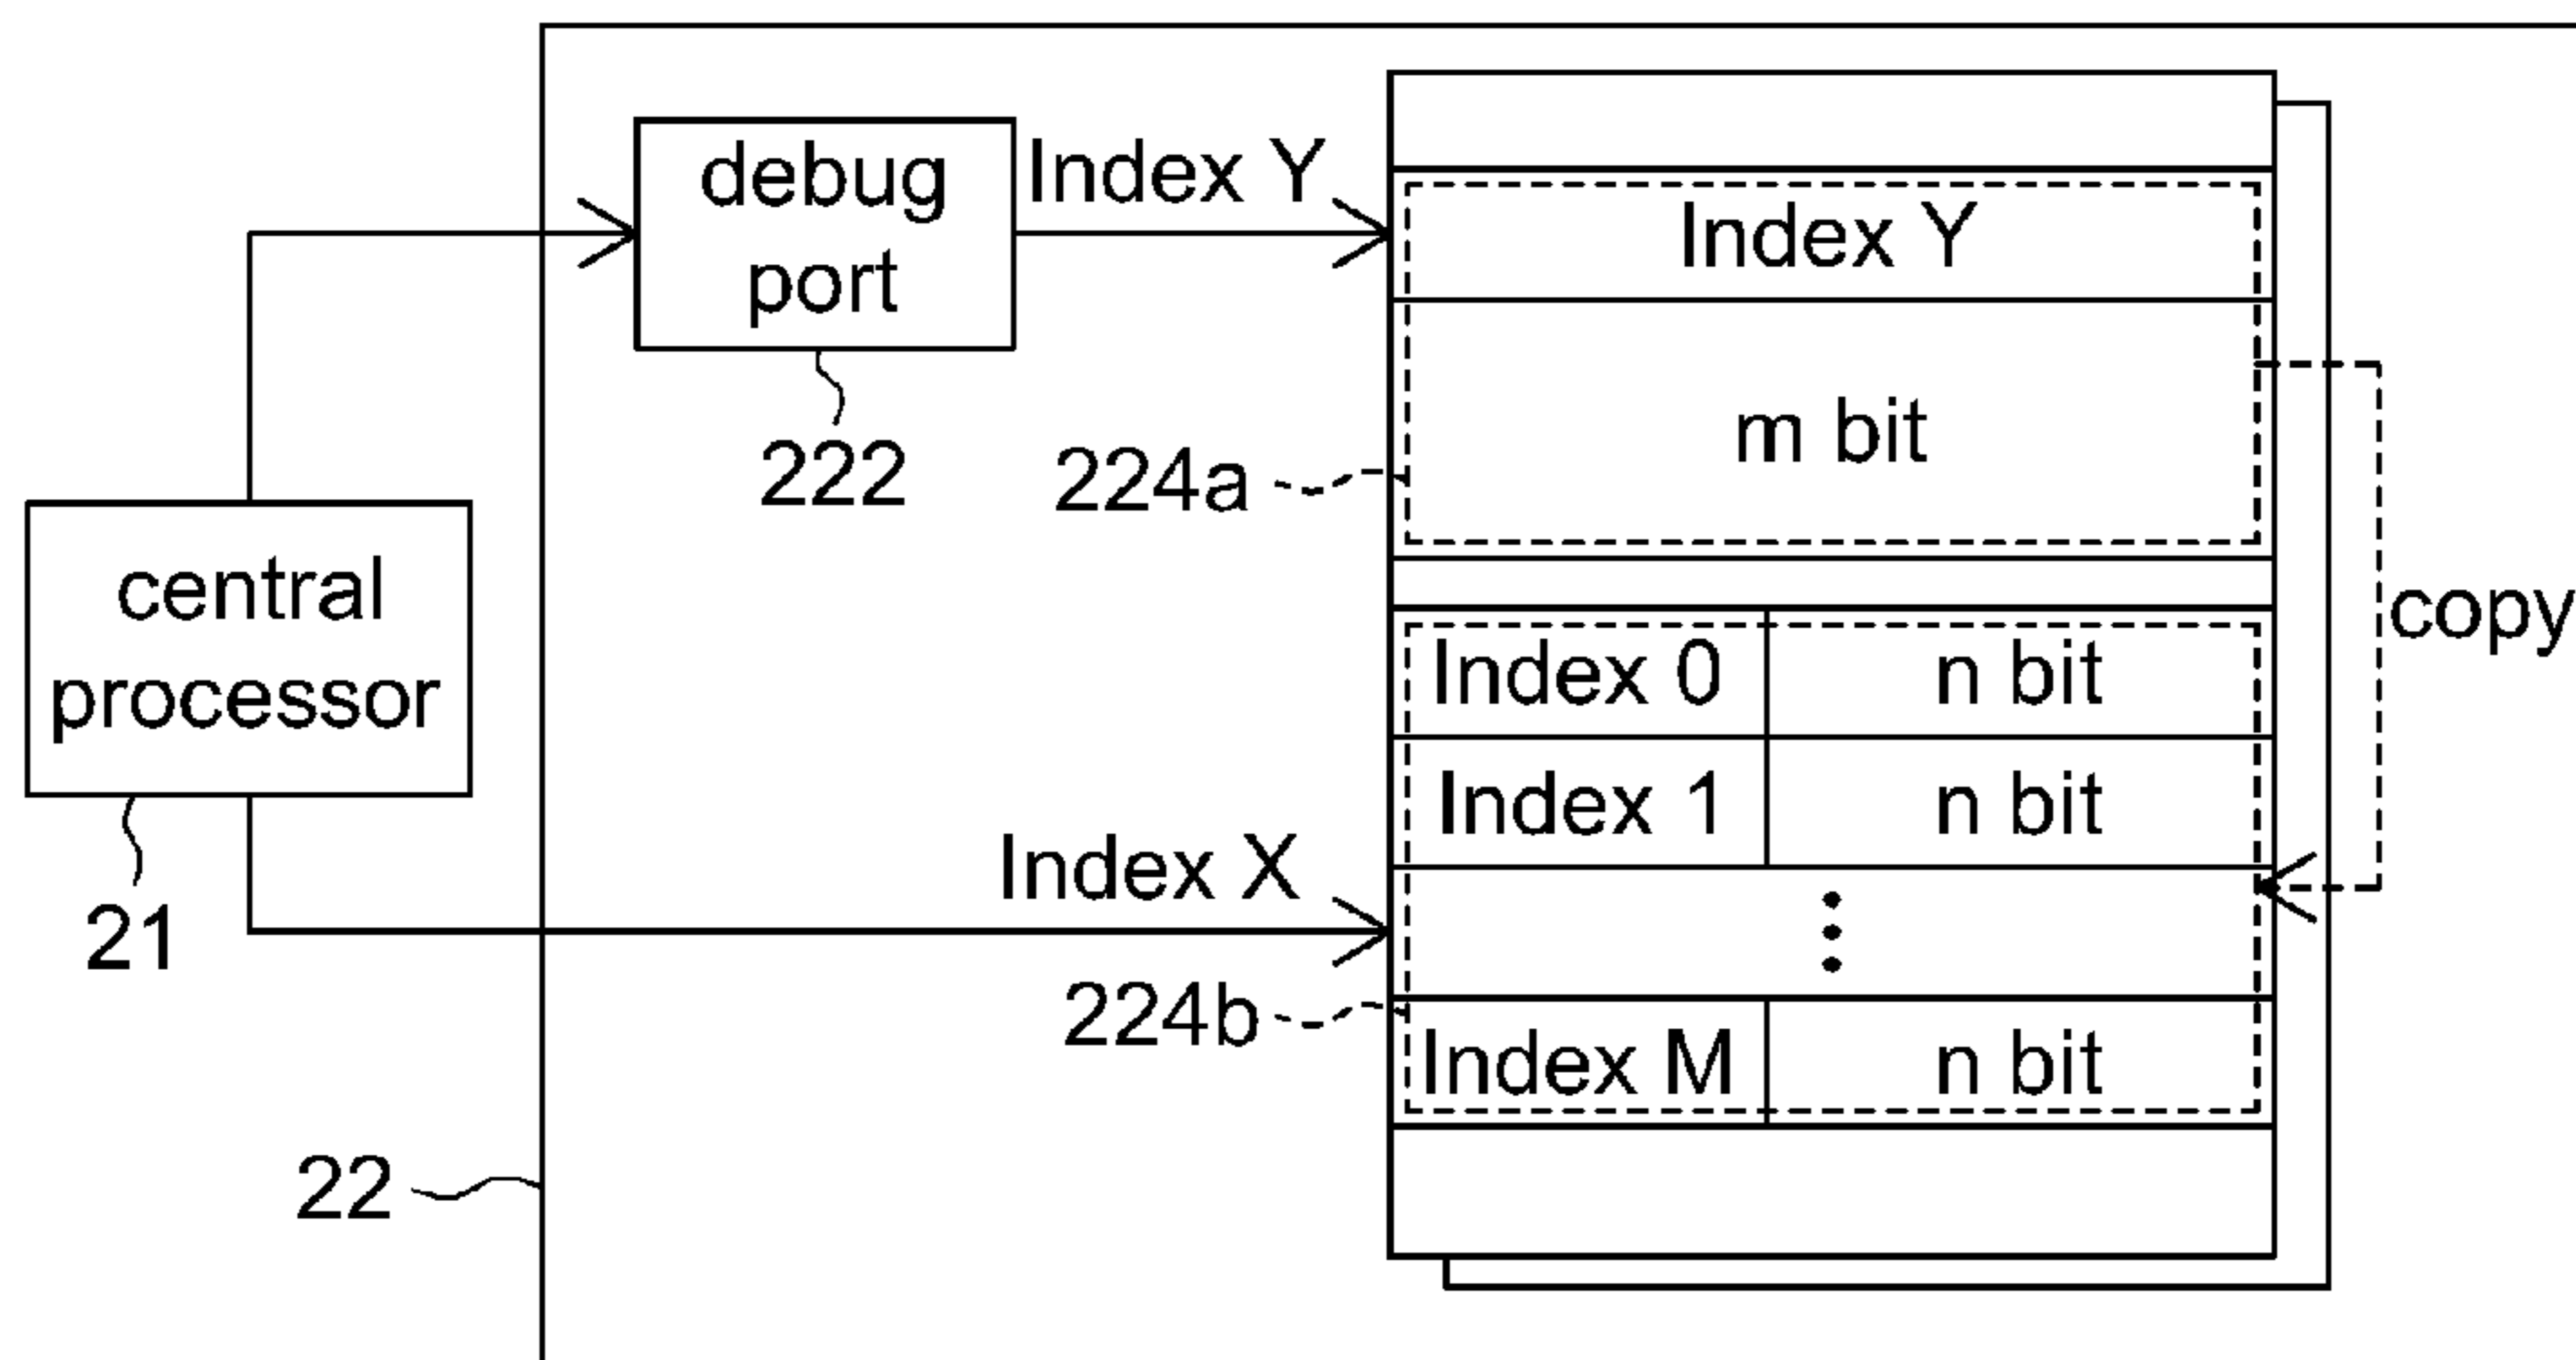 debug
port
222
Index Y
Index Y
m bit
224a
copy
central
processor
21
Index X
Index 0
n bit
Index 1
n bit
224b
Index M
n bit
22